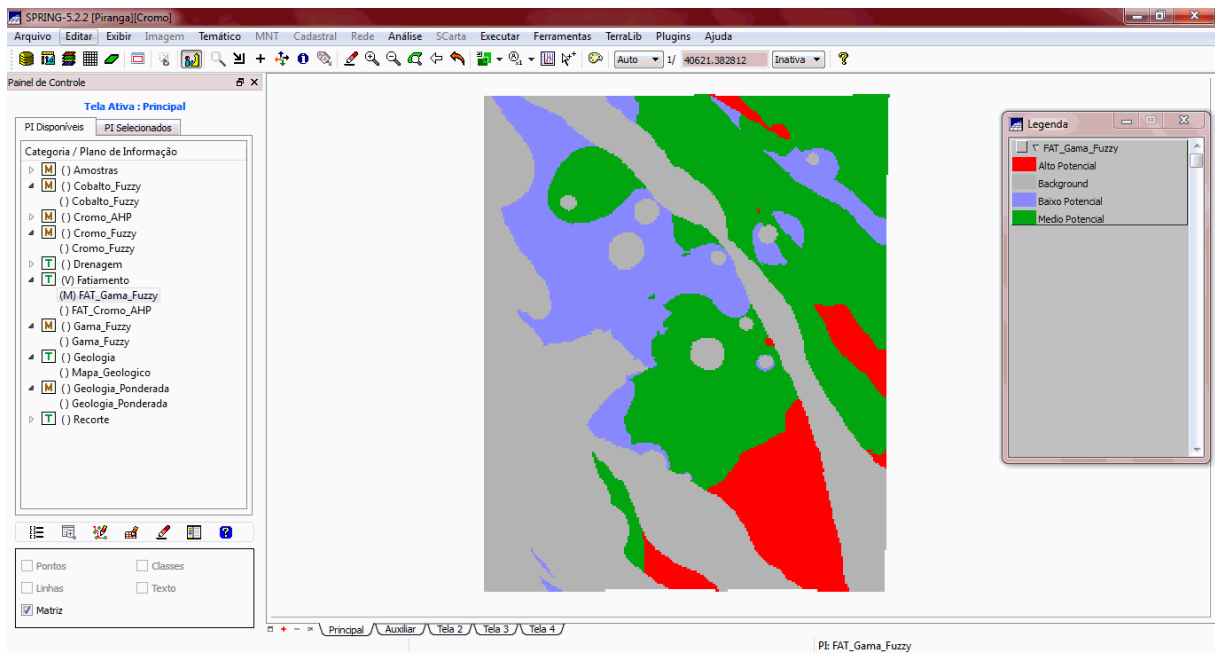 SPRING-5.2.2 [Piranga][Cromo]
Arquivo Editar Exibir Imagem Temático MNT Cadastral Rede Análise SCarta Executar Ferramentas TerraLib Plugins Ajuda
Auto 1/ 40621.382812 Inativa
Painel de Controle
Tela Ativa : Principal
PI Disponíveis PI Selecionados
Categoria / Plano de Informação
M () Amostras
M () Cobalto_Fuzzy
() Cobalto_Fuzzy
M () Cromo_AHP
M () Cromo_Fuzzy
() Cromo_Fuzzy
T () Drenagem
T (V) Fatiamento
(M) FAT_Gama_Fuzzy
() FAT_Cromo_AHP
M () Gama_Fuzzy
() Gama_Fuzzy
T () Geologia
() Mapa_Geologico
M () Geologia_Ponderada
() Geologia_Ponderada
T () Recorte
Pontos Classes
Linhas Texto
Matriz
Legenda
FAT_Gama_Fuzzy
Alto Potencial
Background
Baixo Potencial
Medio Potencial
Principal Auxiliar Tela 2 Tela 3 Tela 4
PI: FAT_Gama_Fuzzy